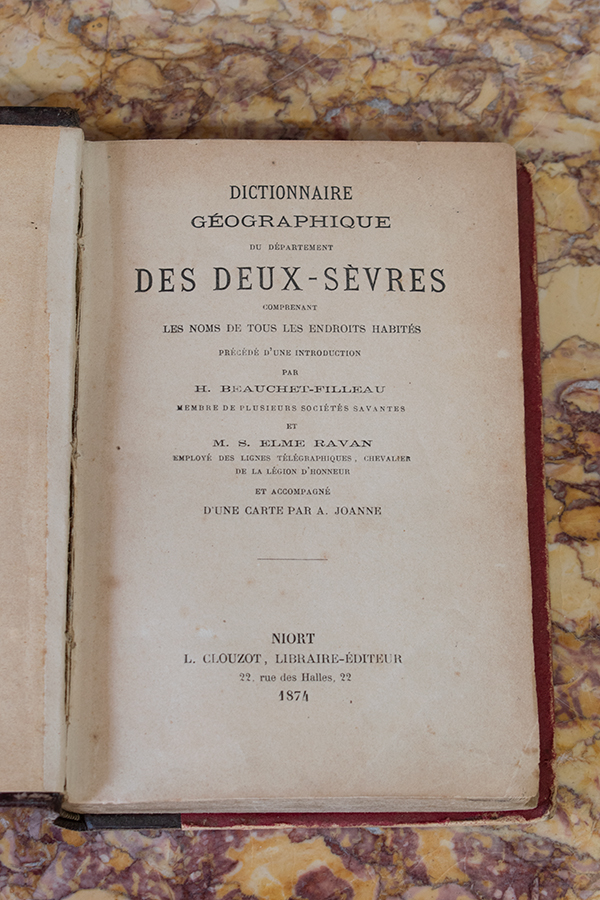 DICTIONNAIRE
GÉOGRAPHIQUE
DU DÉPARTEMENT
DES DEUX-SÈVRES
COMPRENANT
LES NOMS DE TOUS LES ENDROITS HABITÉS
PRÉCÉDÉ D'UNE INTRODUCTION
PAR
H. BEAUCHET-FILLEAU
MEMBRE DE PLUSIEURS SOCIÉTÉS SAVANTES
ET
M. S. ELME RAVAN
EMPLOYÉ DES LIGNES TÉLÉGRAPHIQUES, CHEVALIER
DE LA LÉGION D'HONNEUR
ET ACCOMPAGNÉ
D'UNE CARTE PAR A. JOANNE
NIORT
L. CLOUZOT, LIBRAIRE-ÉDITEUR
22, rue des Halles, 22
1874